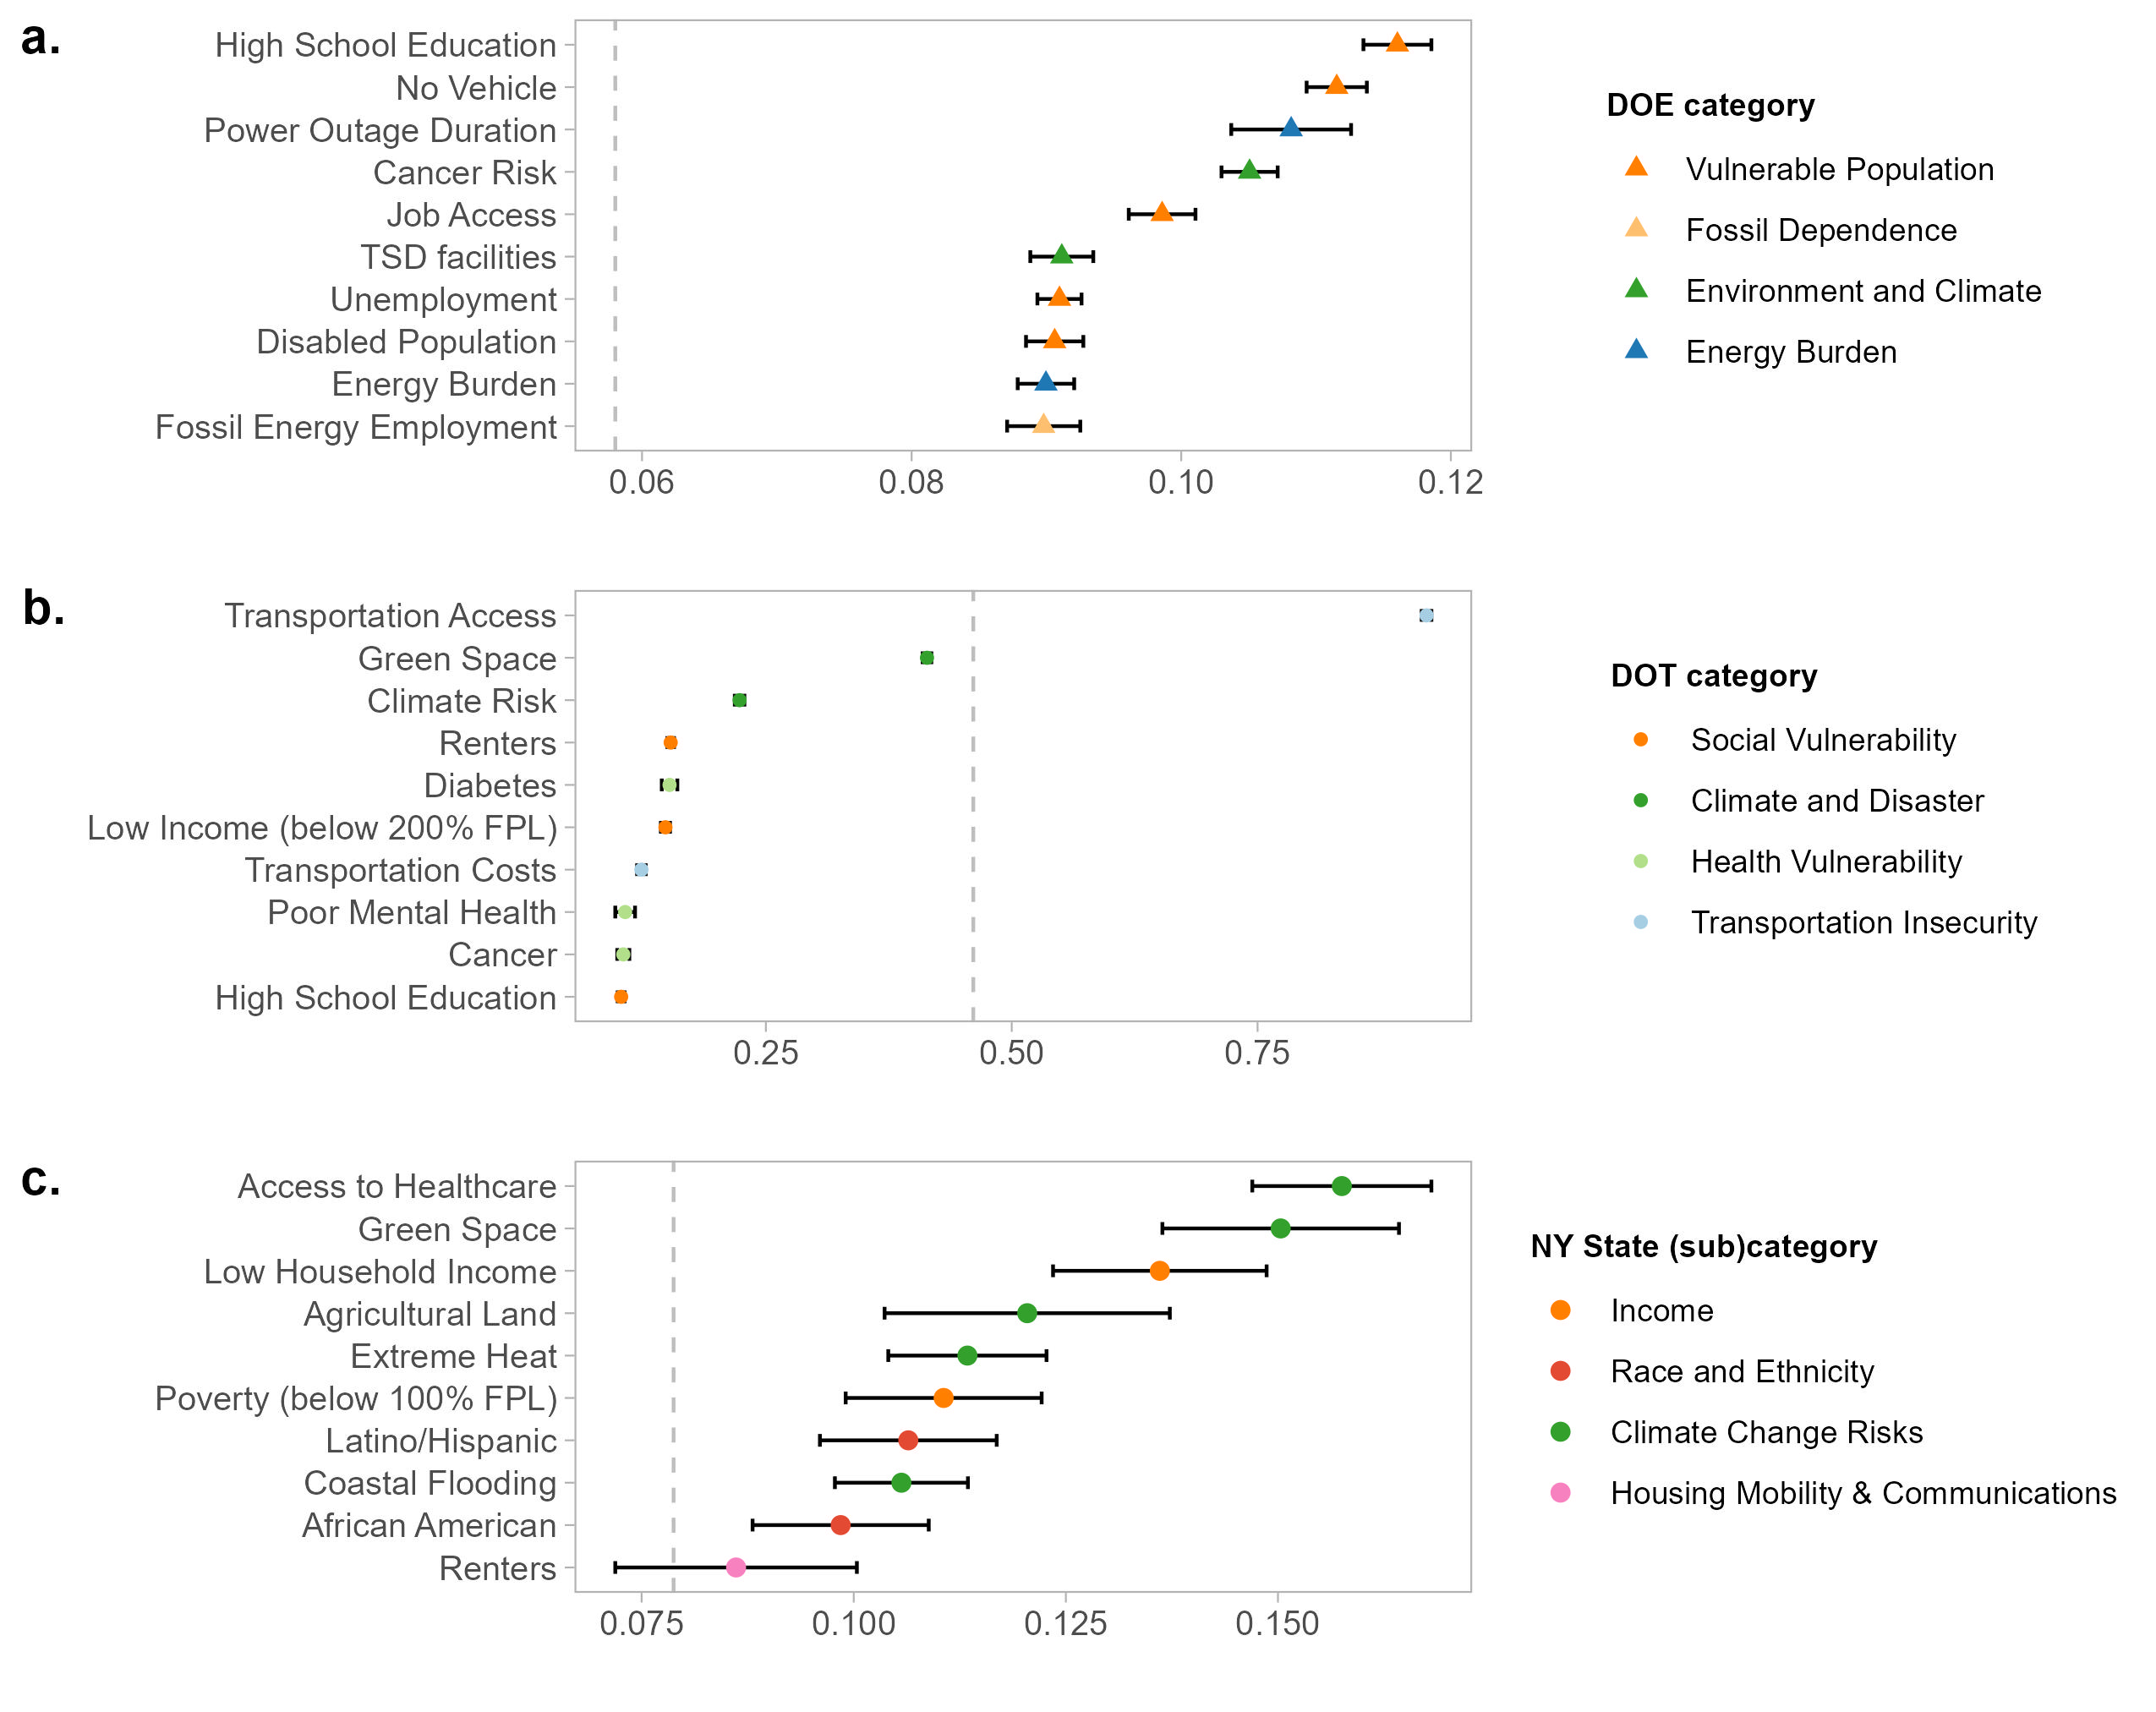 a.
High School Education
No Vehicle
Power Outage Duration
Cancer Risk
Job Access
TSD facilities
Unemployment
Disabled Population
Energy Burden
Fossil Energy Employment
0.06 0.08 0.10 0.12
DOE category
Vulnerable Population
Fossil Dependence
Environment and Climate
Energy Burden
b.
Transportation Access
Green Space
Climate Risk
Renters
Diabetes
Low Income (below 200% FPL)
Transportation Costs
Poor Mental Health
Cancer
High School Education
0.25 0.50 0.75
DOT category
Social Vulnerability
Climate and Disaster
Health Vulnerability
Transportation Insecurity
c.
Access to Healthcare
Green Space
Low Household Income
Agricultural Land
Extreme Heat
Poverty (below 100% FPL)
Latino/Hispanic
Coastal Flooding
African American
Renters
0.075 0.100 0.125 0.150
NY State (sub)category
Income
Race and Ethnicity
Climate Change Risks
Housing Mobility & Communications